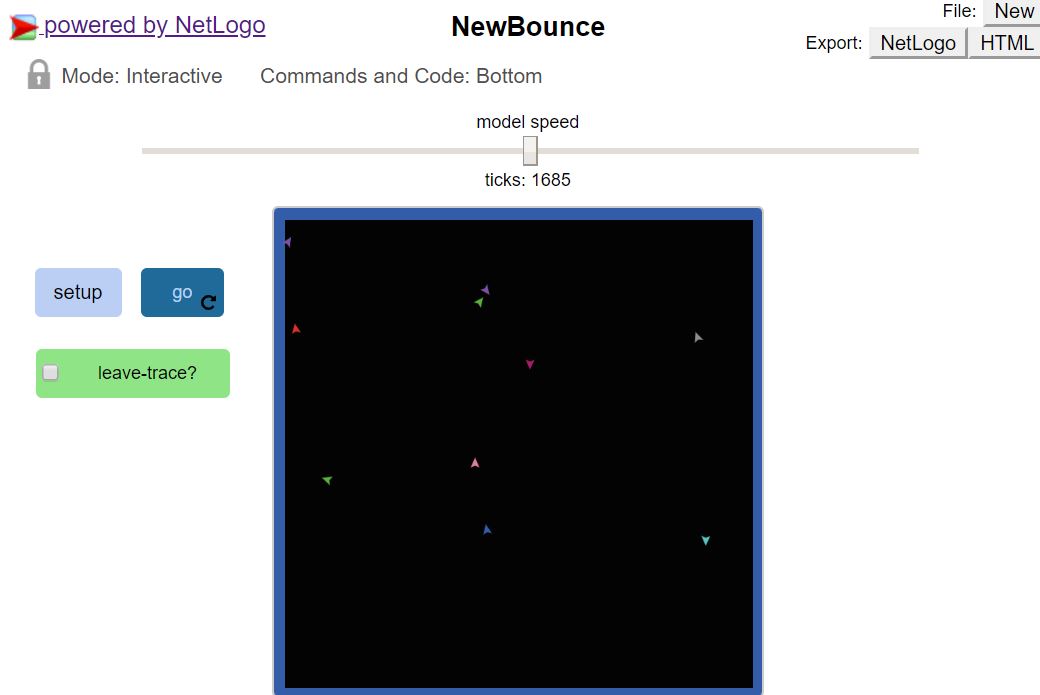 powered by NetLogo
NewBounce
File: New
Export: NetLogo HTML
Mode: Interactive
Commands and Code: Bottom
model speed
ticks: 1685
setup
go
leave-trace?